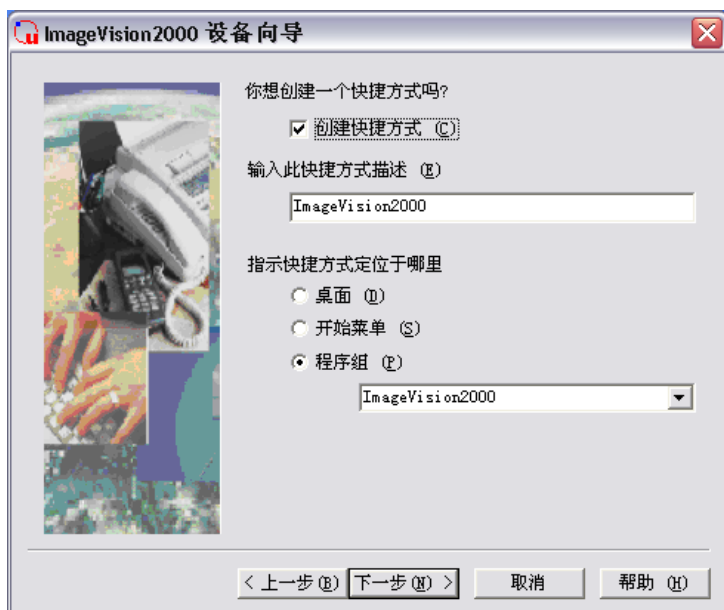 ImageVision2000 设备向导
你想创建一个快捷方式吗?
创建快捷方式 (C)
输入此快捷方式描述 (E)
ImageVision2000
指示快捷方式定位于哪里
桌面 (D)
开始菜单 (S)
程序组 (P)
ImageVision2000
< 上一步(B) 下一步(N) > 取消 帮助 (H)